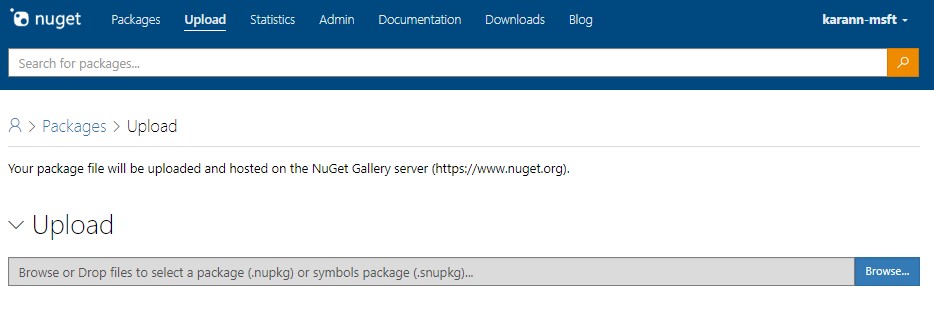 nuget Packages Upload Statistics Admin Documentation Downloads Blog karann-msft
Search for packages...
Packages > Upload
Your package file will be uploaded and hosted on the NuGet Gallery server (https://www.nuget.org).
Upload
Browse or Drop files to select a package (.nupkg) or symbols package (.snupkg)... Browse...